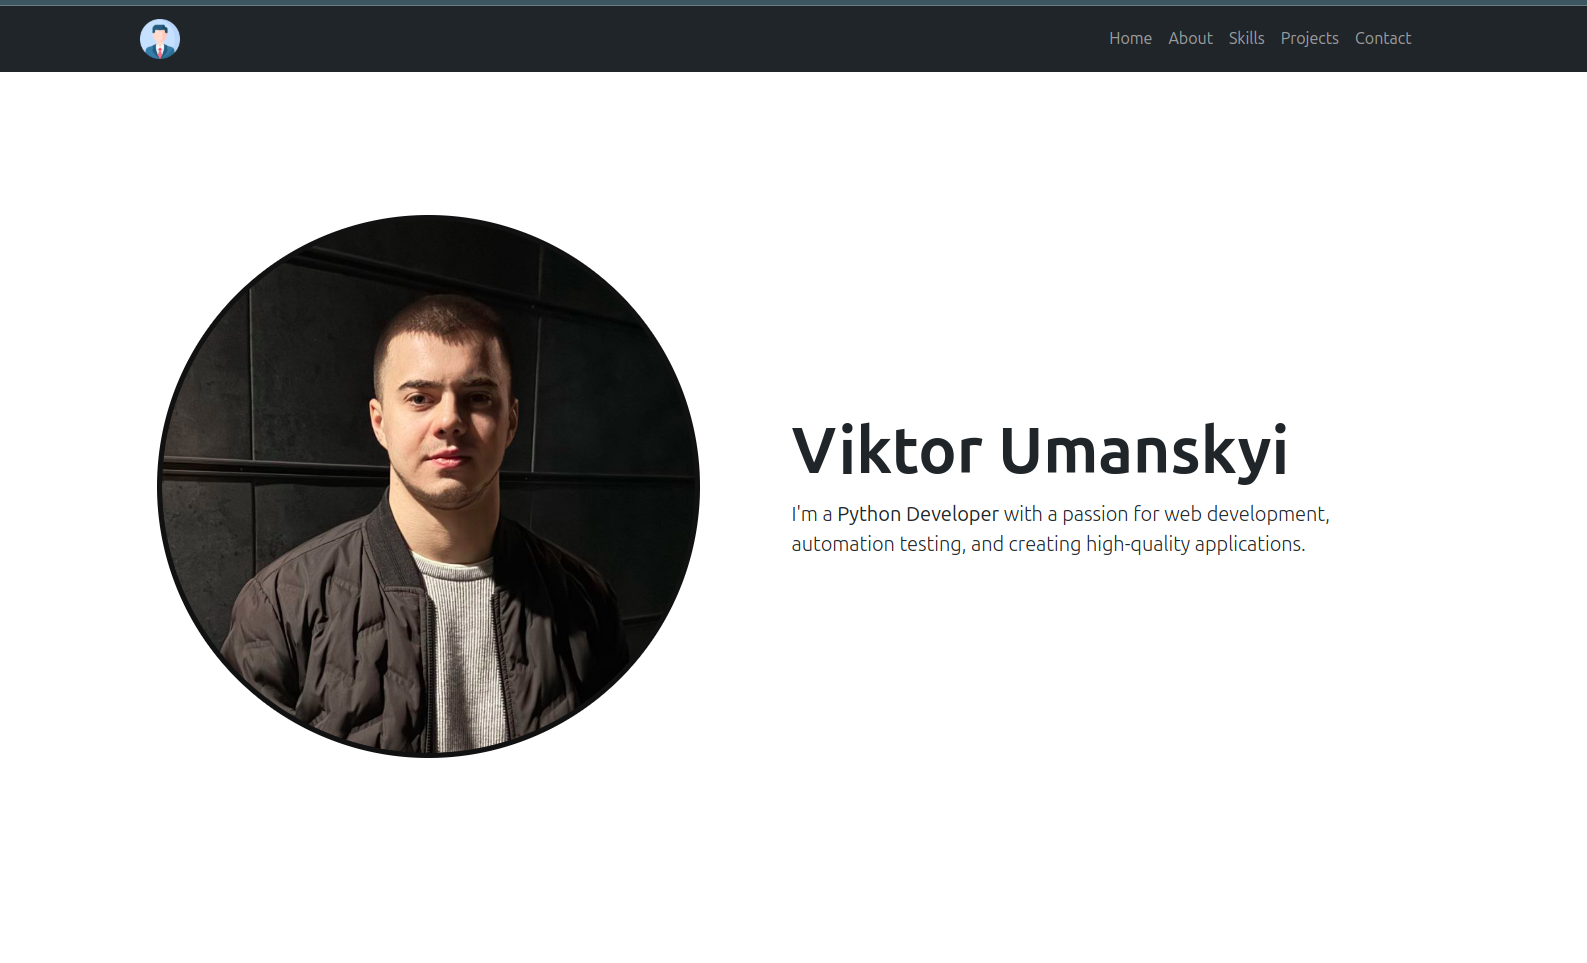 Home About Skills Projects Contact
Viktor Umanskyi
I'm a Python Developer with a passion for web development,
automation testing, and creating high-quality applications.